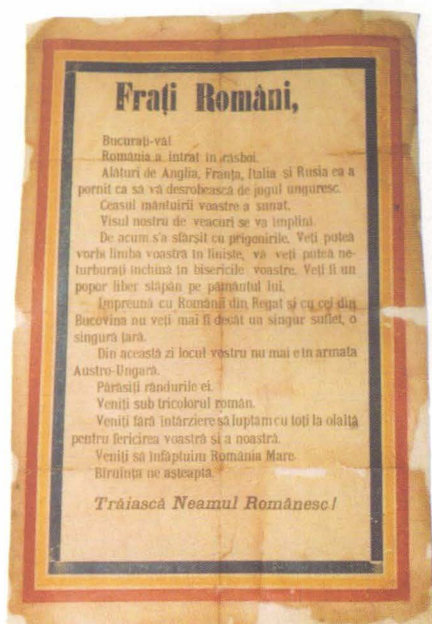 Frați Români,
Bucurați-vă!
România a intrat în răsboi.
Alături de Anglia, Franța, Italia și Rusia ea a
pornit ca să vă desrobească de jogul unguresc.
Ceasul mântuirii voastre a sunat.
Visul nostru de veacuri se va împlini.
De acum s'a sfârșit cu prigonirile. Veți putea
vorbi limba voastră în liniște, vă veți putea ne-
turburați închina în bisericile voastre. Veți fi un
popor liber stăpân pe pământul lui.
Impreună cu Românii din Regat și cu cei din
Bucovina nu veți mai fi decât un singur suflet, o
singură țară.
Din această zi locul vostru nu mai e în armata
Austro-Ungară.
Părăsiți rândurile ei.
Veniți sub tricolorul român.
Veniți fără întârziere să luptăm cu toți la olaltă
pentru fericirea voastră și a noastră.
Veniți să înfăptuim România Mare.
Biruința ne așteaptă.
Trăiască Neamul Românesc!